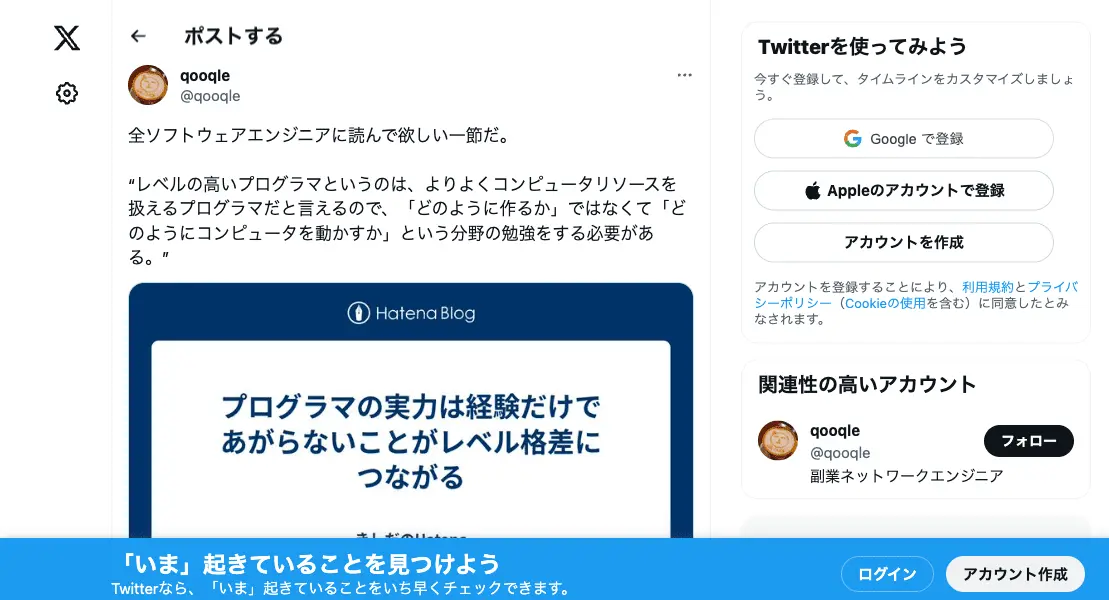 ポストする
qooqle
@qooqle
全ソフトウェアエンジニアに読んで欲しい一節だ。
“レベルの高いプログラマというのは、よりよくコンピュータリソースを
扱えるプログラマだと言えるので、「どのように作るか」ではなくて「ど
のようにコンピュータを動かすか」という分野の勉強をする必要があ
る。”
Hatena Blog
プログラマの実力は経験だけで
あがらないことがレベル格差に
つながる
きしだのHatena
Twitterを使ってみよう
今すぐ登録して、タイムラインをカスタマイズしましょ
う。
Google で登録
Appleのアカウントで登録
アカウントを作成
アカウントを登録することにより、利用規約とプライバ
シーポリシー（Cookieの使用を含む）に同意したとみ
なされます。
関連性の高いアカウント
qooqle
@qooqle
フォロー
副業ネットワークエンジニア
「いま」起きていることを見つけよう
Twitterなら、「いま」起きていることをいち早くチェックできます。
ログイン
アカウント作成